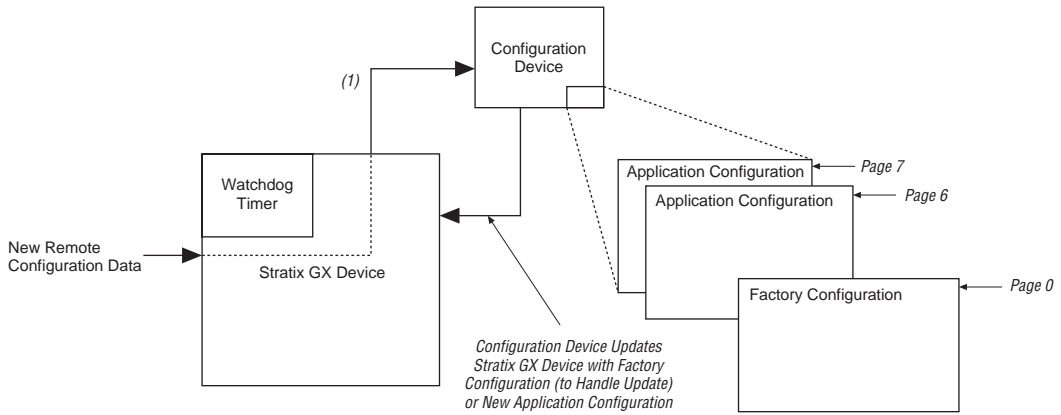 Configuration
Device
(1)
Watchdog
Timer
New Remote
Configuration Data
Stratix GX Device
Application Configuration
Page 7
Application Configuration
Page 6
Factory Configuration
Page 0
Configuration Device Updates
Stratix GX Device with Factory
Configuration (to Handle Update)
or New Application Configuration